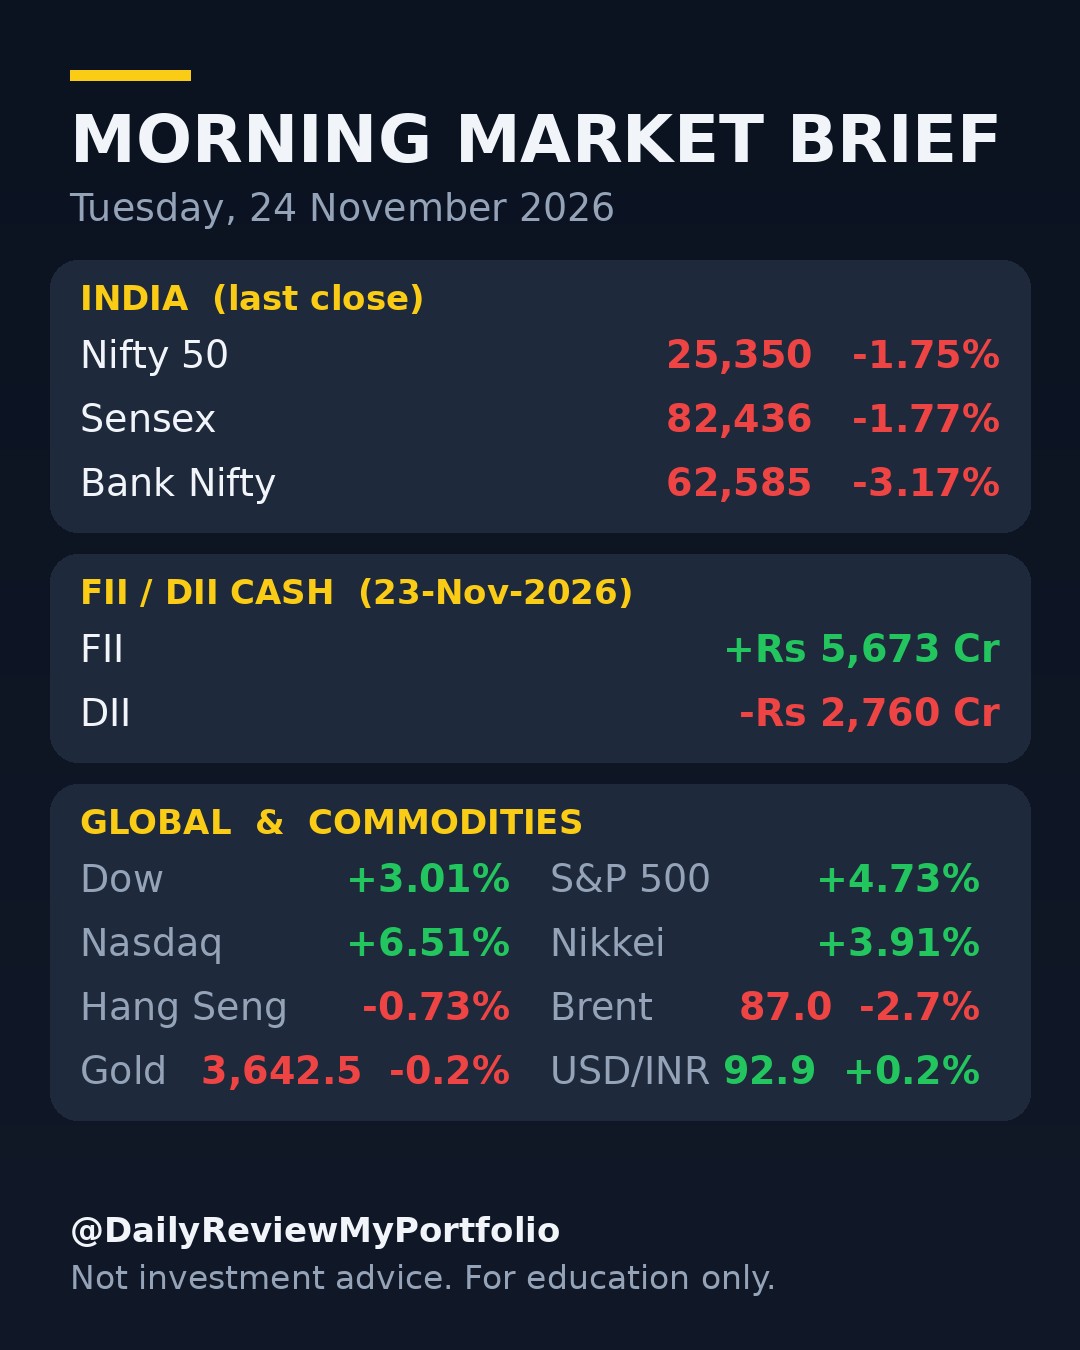 MORNING MARKET BRIEF
Tuesday, 24 November 2026
INDIA (last close)
Nifty 50 25,350 -1.75%
Sensex 82,436 -1.77%
Bank Nifty 62,585 -3.17%
FII / DII CASH (23-Nov-2026)
FII +Rs 5,673 Cr
DII -Rs 2,760 Cr
GLOBAL & COMMODITIES
Dow +3.01% S&P 500 +4.73%
Nasdaq +6.51% Nikkei +3.91%
Hang Seng -0.73% Brent 87.0 -2.7%
Gold 3,642.5 -0.2% USD/INR 92.9 +0.2%
@DailyReviewMyPortfolio
Not investment advice. For education only.